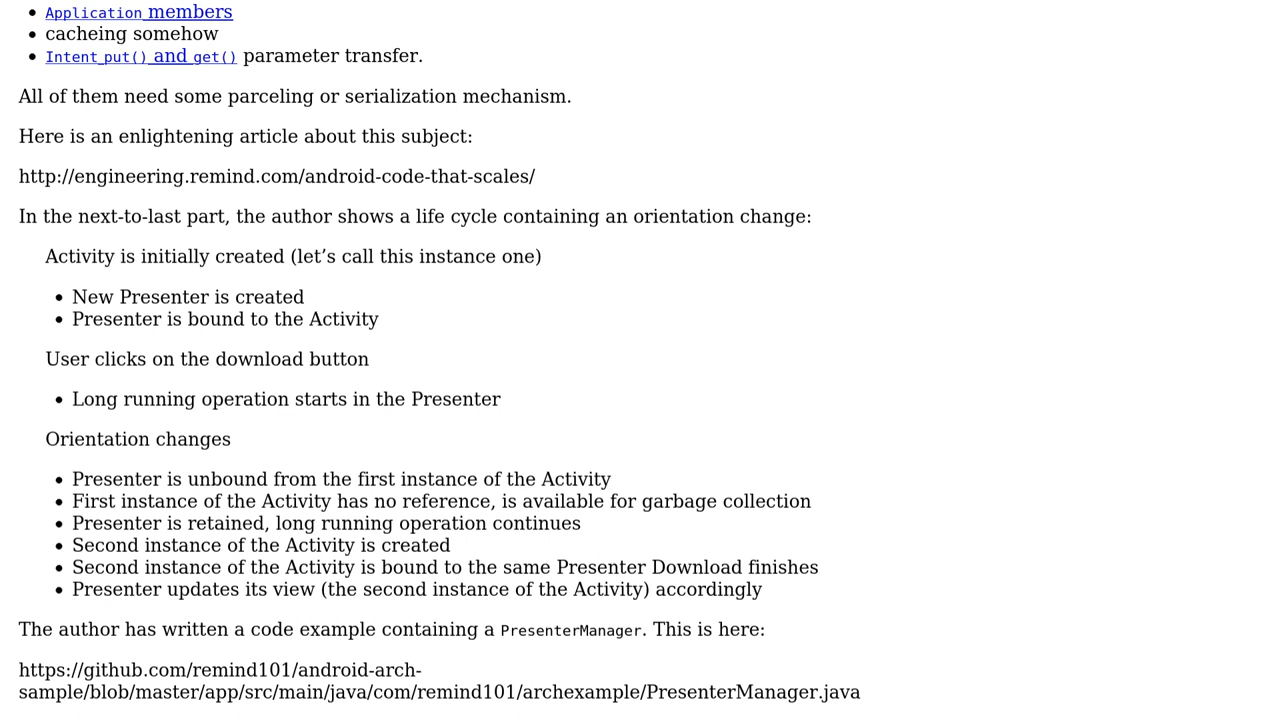 Application members
cacheing somehow
Intent put() and get() parameter transfer.
All of them need some parceling or serialization mechanism.
Here is an enlightening article about this subject:
http://engineering.remind.com/android-code-that-scales/
In the next-to-last part, the author shows a life cycle containing an orientation change:
Activity is initially created (let’s call this instance one)
New Presenter is created
Presenter is bound to the Activity
User clicks on the download button
Long running operation starts in the Presenter
Orientation changes
Presenter is unbound from the first instance of the Activity
First instance of the Activity has no reference, is available for garbage collection
Presenter is retained, long running operation continues
Second instance of the Activity is created
Second instance of the Activity is bound to the same Presenter Download finishes
Presenter updates its view (the second instance of the Activity) accordingly
The author has written a code example containing a PresenterManager. This is here:
https://github.com/remind101/android-arch-
sample/blob/master/app/src/main/java/com/remind101/archexample/PresenterManager.java